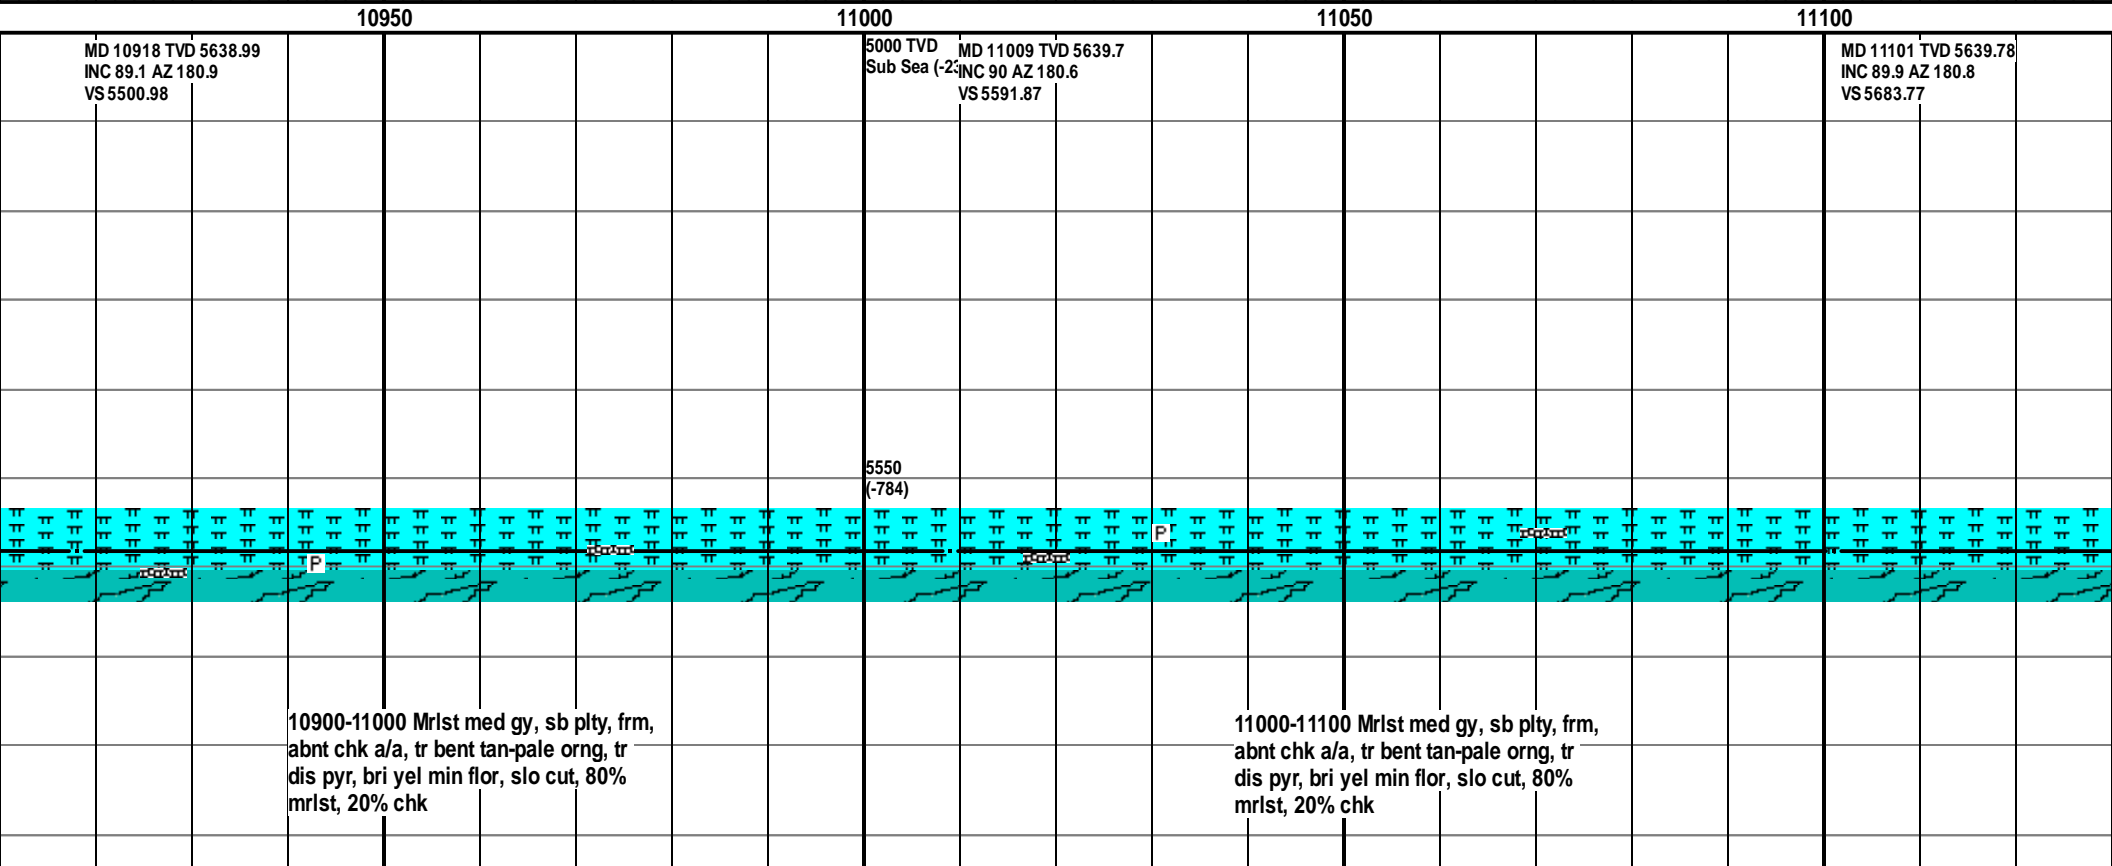 10950
11000
11050
11100
MD 10918 TVD 5638.99
INC 89.1 AZ 180.9
VS 5500.98
5000 TVD
Sub Sea (-23
MD 11009 TVD 5639.7
INC 90 AZ 180.6
VS 5591.87
MD 11101 TVD 5639.78
INC 89.9 AZ 180.8
VS 5683.77
5550
(-784)
P
P
10900-11000 Mrlst med gy, sb plty, frm,
abnt chk a/a, tr bent tan-pale orng, tr
dis pyr, bri yel min flor, slo cut, 80%
mrlst, 20% chk
11000-11100 Mrlst med gy, sb plty, frm,
abnt chk a/a, tr bent tan-pale orng, tr
dis pyr, bri yel min flor, slo cut, 80%
mrlst, 20% chk